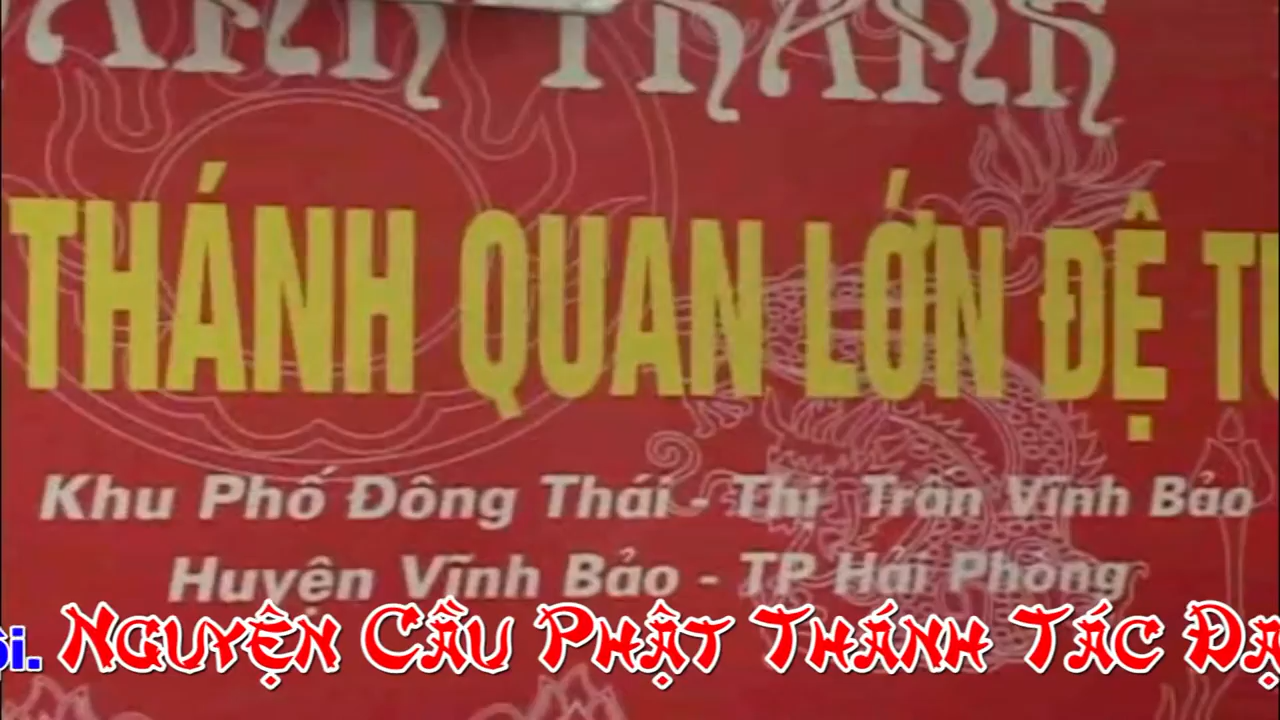 THÁNH QUAN LỚN ĐỆ
Khu Phố Đông Thái - Thị Trấn Vĩnh Bảo
Huyện Vĩnh Bảo - TP Hải Phòng
NGUYỆN CẦU PHẬT THÁNH TÁC ĐẠ